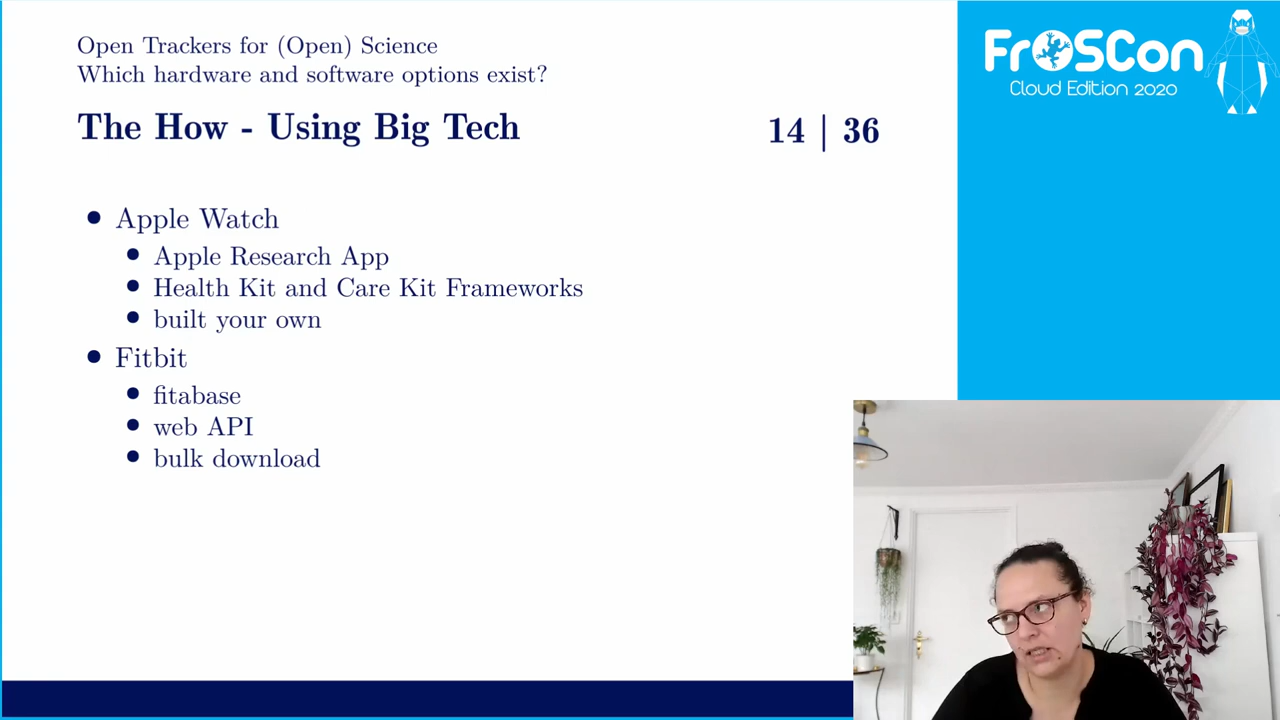 Open Trackers for (Open) Science
Which hardware and software options exist?
The How - Using Big Tech
14 | 36
Apple Watch
Apple Research App
Health Kit and Care Kit Frameworks
built your own
Fitbit
fitabase
web API
bulk download
FrOSCon
Cloud Edition 2020